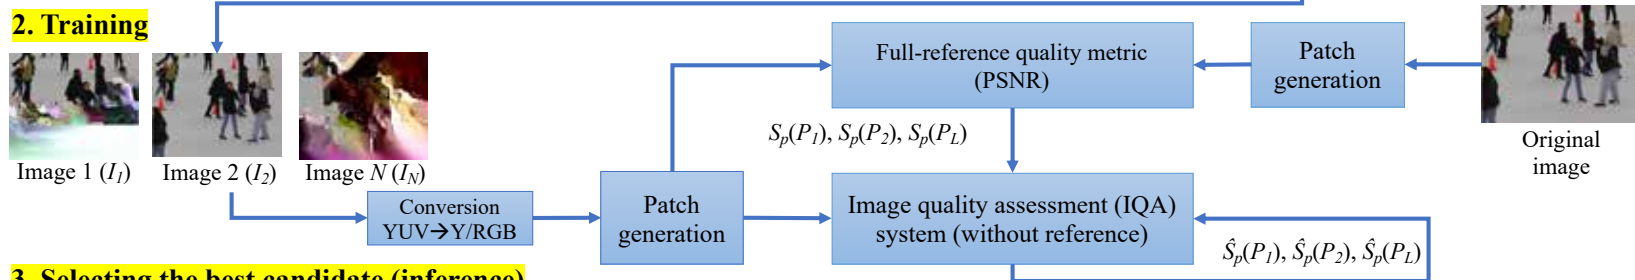 2. Training
Full-reference quality metric
(PSNR)
Patch
generation
Sp(P1), Sp(P2), Sp(PL)
Original
image
Image 1 (I1)
Image 2 (I2)
Image N (IN)
Conversion
YUV→Y/RGB
Patch
generation
Image quality assessment (IQA)
system (without reference)
Ŝp(P1), Ŝp(P2), Ŝp(PL)
3. Selecting the best candidate (inference)